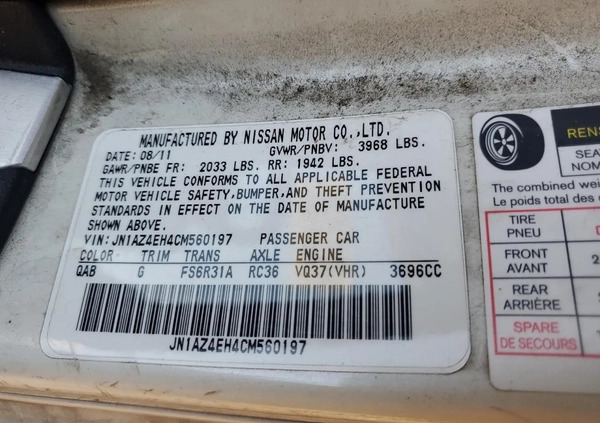 MANUFACTURED BY NISSAN MOTOR CO.,LTD.
DATE: 08/11 GVWR/PNBV: 3968 LBS.
GAWR/PNBE FR: 2033 LBS. RR: 1942 LBS.
THIS VEHICLE CONFORMS TO ALL APPLICABLE FEDERAL
MOTOR VEHICLE SAFETY,BUMPER,AND THEFT PREVENTION
STANDARDS IN EFFECT ON THE DATE OF MANUFACTURE
SHOWN ABOVE.
VIN: JN1AZ4EH4CM560197 PASSENGER CAR
COLOR TRIM TRANS AXLE ENGINE
QAB G FS6R31A RC36 VQ37(VHR) 3696CC
JN1AZ4EH4CM560197
REN
SEA
NOM
The combined wei
Le poids total des
TIRE
PNEU
FRONT
AVANT 2
REAR
ARRIÈRE
SPARE
DE SECOURS